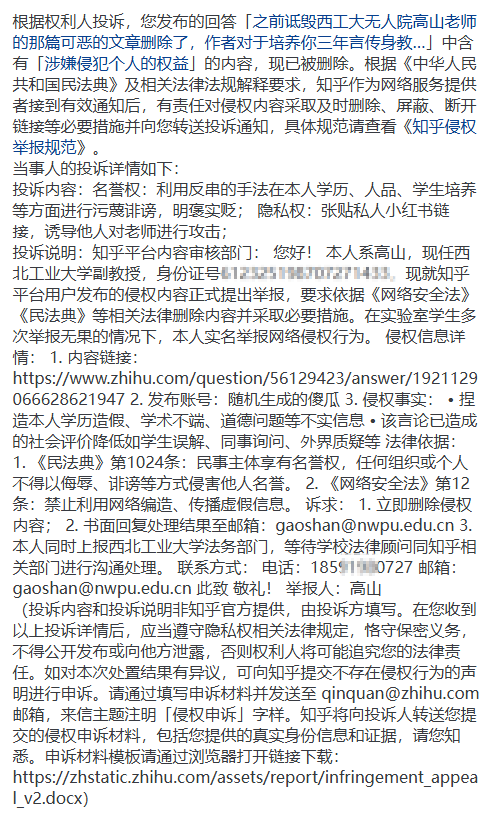 根据权利人投诉，您发布的回答「之前诋毁西工大无人院高山老师
的那篇可恶的文章删除了，作者对于培养你三年言传身教...」中含
有「涉嫌侵犯个人的权益」的内容，现已被删除。根据《中华人民
共和国民法典》及相关法律法规解释要求，知乎作为网络服务提供
者接到有效通知后，有责任对侵权内容采取及时删除、屏蔽、断开
链接等必要措施并向您转送投诉通知，具体规范请查看《知乎侵权
举报规范》。
当事人的投诉详情如下：
投诉内容：名誉权：利用反串的手法在本人学历、人品、学生培养
等方面进行污蔑诽谤，明褒实贬； 隐私权：张贴私人小红书链
接，诱导他人对老师进行攻击；
投诉说明：知乎平台内容审核部门： 您好！ 本人系高山，现任西
北工业大学副教授，身份证号 现就知乎
平台用户发布的侵权内容正式提出举报，要求依据《网络安全法》
《民法典》等相关法律删除内容并采取必要措施。在实验室学生多
次举报无果的情况下，本人实名举报网络侵权行为。 侵权信息详
情： 1. 内容链接：
https://www.zhihu.com/question/56129423/answer/1921129
066628621947 2. 发布账号：随机生成的傻瓜 3. 侵权事实： • 捏
造本人学历造假、学术不端、道德问题等不实信息 • 该言论已造成
的社会评价降低如学生误解、同事询问、外界质疑等 法律依据：
1. 《民法典》第1024条：民事主体享有名誉权，任何组织或个人
不得以侮辱、诽谤等方式侵害他人名誉。 2. 《网络安全法》第12
条：禁止利用网络编造、传播虚假信息。 诉求： 1. 立即删除侵权
内容； 2. 书面回复处理结果至邮箱：gaoshan@nwpu.edu.cn 3.
本人同时上报西北工业大学法务部门，等待学校法律顾问同知乎相
关部门进行沟通处理。 联系方式： 电话：185 0727 邮箱：
gaoshan@nwpu.edu.cn 此致 敬礼！ 举报人：高山
（投诉内容和投诉说明非知乎官方提供，由投诉方填写。在您收到
以上投诉详情后，应当遵守隐私权相关法律规定，恪守保密义务，
不得公开发布或向他方泄露，否则权利人将可能追究您的法律责
任。如对本次处置结果有异议，可向知乎提交不存在侵权行为的声
明进行申诉。请通过填写申诉材料并发送至 qinquan@zhihu.com
邮箱，来信主题注明「侵权申诉」字样。知乎将向投诉人转送您提
交的侵权申诉材料，包括您提供的真实身份信息和证据，请您知
悉。申诉材料模板请通过浏览器打开链接下载：
https://zhstatic.zhihu.com/assets/report/infringement_appea
l_v2.docx）